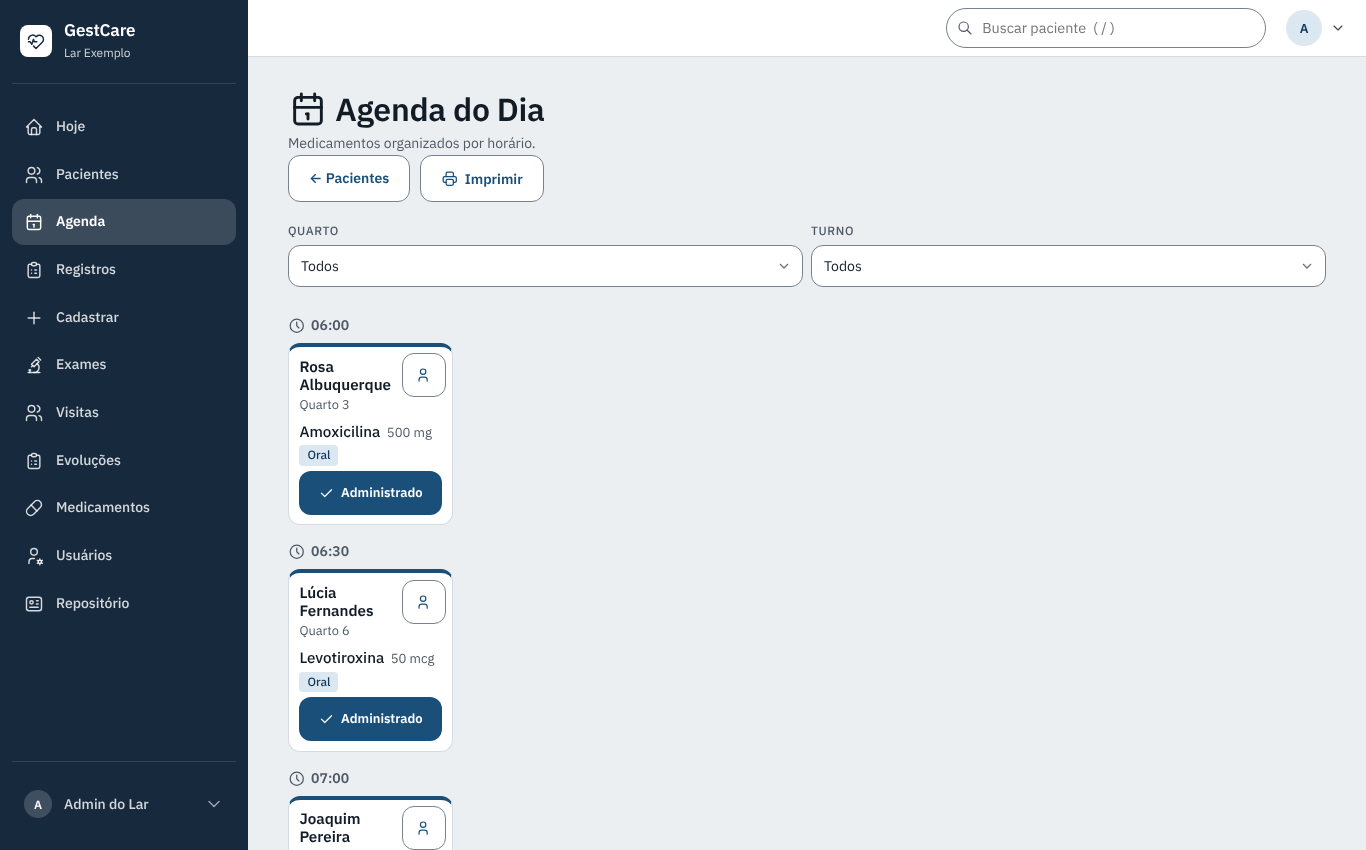 GestCare
Lar Exemplo
Hoje
Pacientes
Agenda
Registros
Cadastrar
Exames
Visitas
Evoluções
Medicamentos
Usuários
Repositório
A
Admin do Lar
Buscar paciente ( / )
A
Agenda do Dia
Medicamentos organizados por horário.
← Pacientes
Imprimir
QUARTO
TURNO
Todos
Todos
06:00
Rosa
Albuquerque
Quarto 3
Amoxicilina 500 mg
Oral
Administrado
06:30
Lúcia
Fernandes
Quarto 6
Levotiroxina 50 mcg
Oral
Administrado
07:00
Joaquim
Pereira